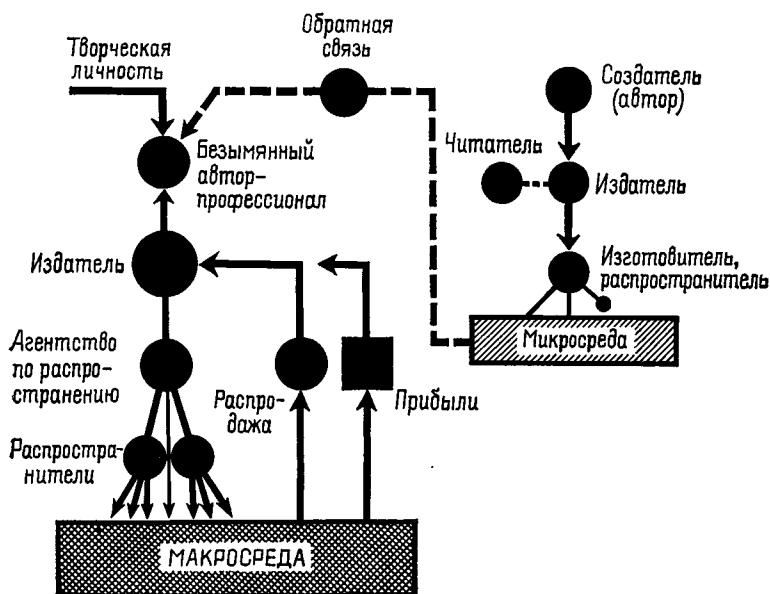 Творческая
личность
Обратная
связь
Создатель
(автор)
Безымянный
автор-
профессионал
Читатель
Издатель
Издатель
Изготовитель,
распространитель
Микросреда
Агентство
по распро-
странению
Распро-
дажа
Прибыли
Распростра-
нители
МАКРОСРЕДА